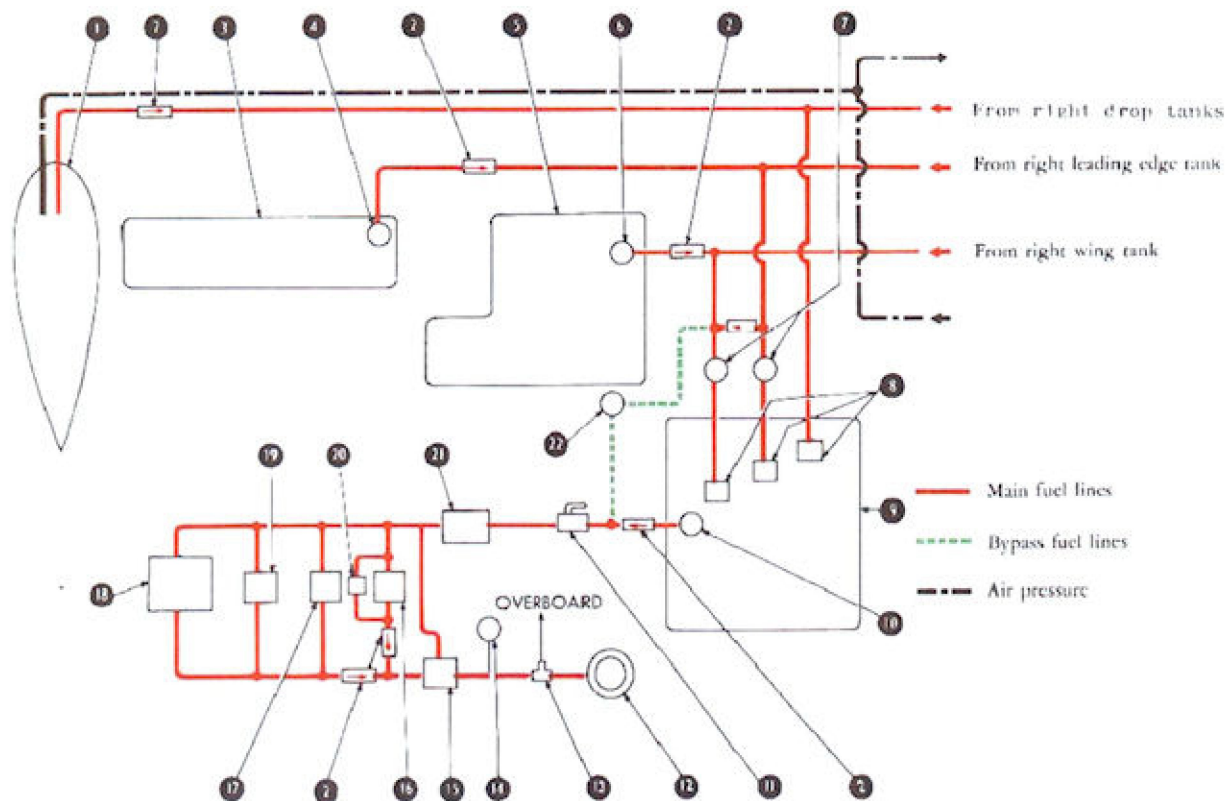 1 2 3 4 2 5 6 2 7
From right drop tanks
From right leading edge tank
From right wing tank
8
22
19 20 21
Main fuel lines
9
Bypass fuel lines
18
Air pressure
OVERBOARD
10
17 2 16 15 14 13 12 11 2